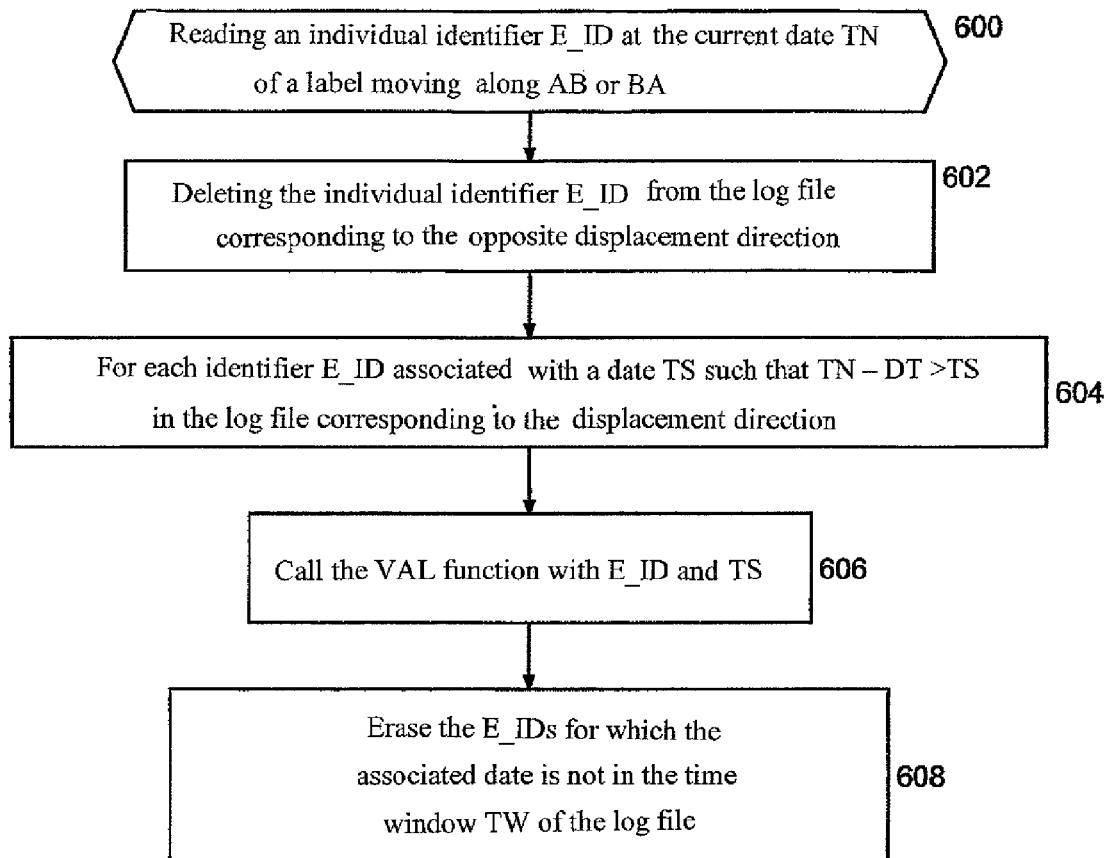 Reading an individual identifier E_ID at the current date TN
of a label moving along AB or BA
600
Deleting the individual identifier E_ID from the log file
corresponding to the opposite displacement direction
602
For each identifier E_ID associated with a date TS such that TN – DT >TS
in the log file corresponding to the displacement direction
604
Call the VAL function with E_ID and TS
606
Erase the E_IDs for which the
associated date is not in the time
window TW of the log file
608